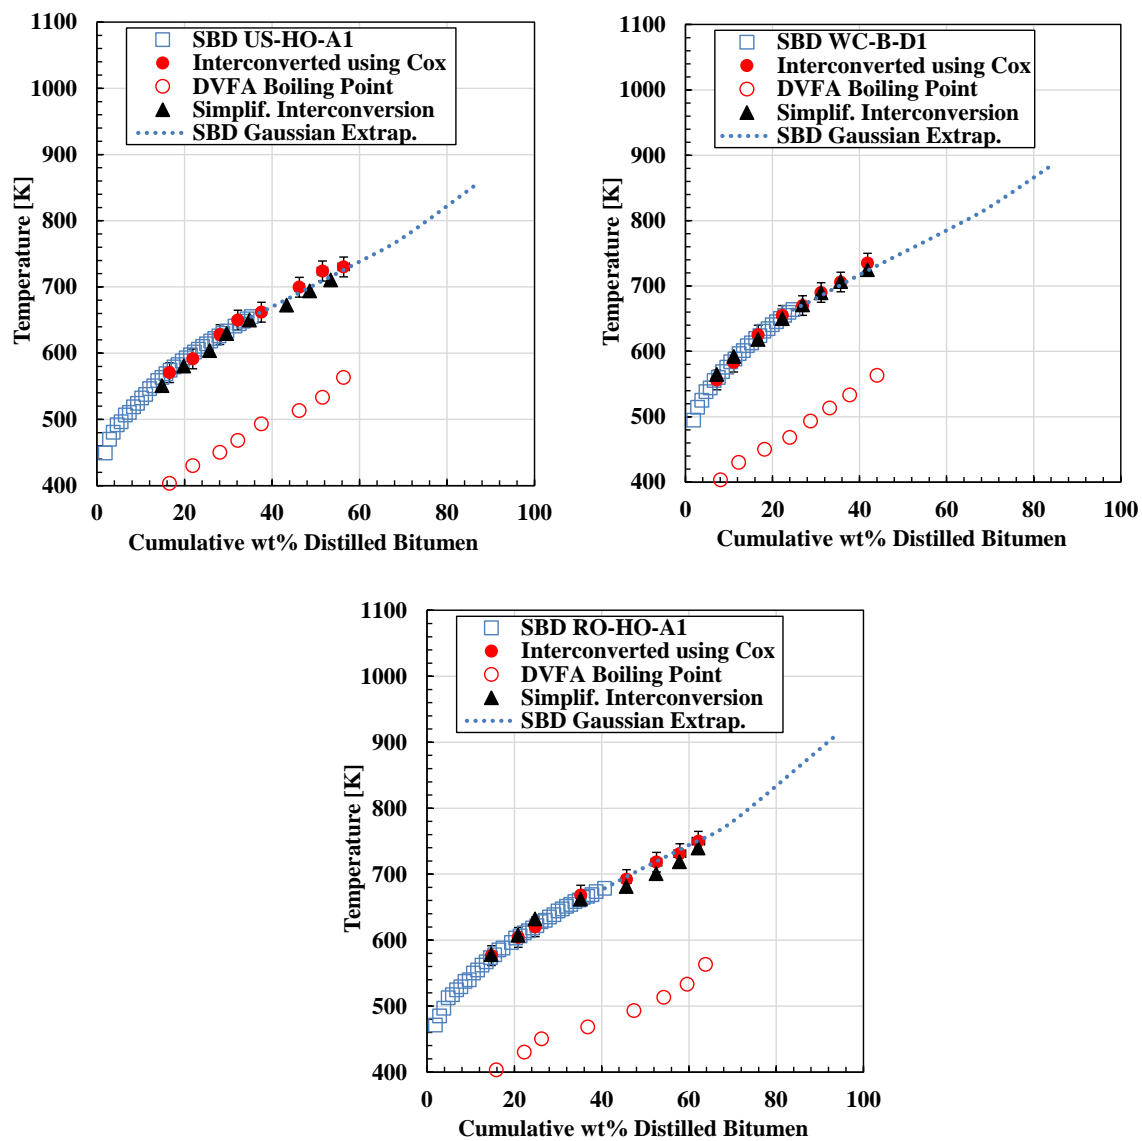 1100
1000
900
800
700
600
500
400
Temperature [K]
SBD US-HO-A1
Interconverted using Cox
DVFA Boiling Point
Simplif. Interconversion
SBD Gaussian Extrap.
0 20 40 60 80 100
Cumulative wt% Distilled Bitumen
1100
1000
900
800
700
600
500
400
Temperature [K]
SBD WC-B-D1
Interconverted using Cox
DVFA Boiling Point
Simplif. Interconversion
SBD Gaussian Extrap.
0 20 40 60 80 100
Cumulative wt% Distilled Bitumen
1100
1000
900
800
700
600
500
400
Temperature [K]
SBD RO-HO-A1
Interconverted using Cox
DVFA Boiling Point
Simplif. Interconversion
SBD Gaussian Extrap.
0 20 40 60 80 100
Cumulative wt% Distilled Bitumen